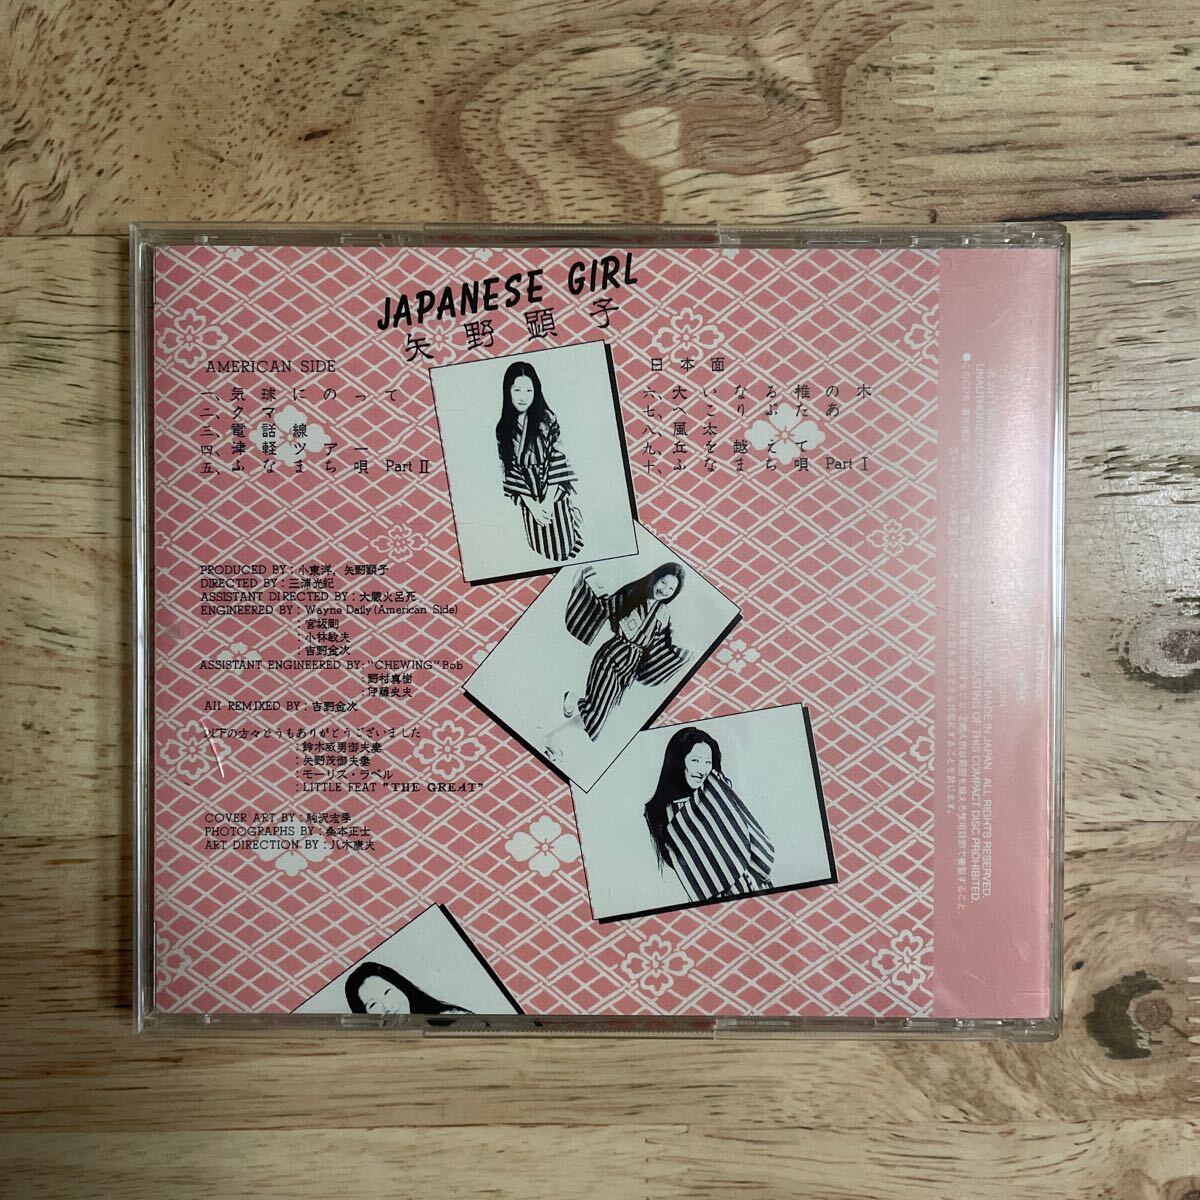 JAPANESE GIRL
矢野顕子
AMERICAN SIDE
一、気球にのって
二、クマ
三、電話線
四、津軽ツアー
五、ふなまち唄 Part II
日本面
六、大いなる椎の木
七、へこりぷたあ
八、風太
九、丘を越えて
十、ふなまち唄 Part I
PRODUCED BY：小東洋，矢野顕子
DIRECTED BY：三浦光紀
ASSISTANT DIRECTED BY：大蔵火呂死
ENGINEERED BY：Wayne Daily (American Side)
：宮坂剛
：小林敏夫
：吉野金次
ASSISTANT ENGINEERED BY："CHEWING" Bob
：野村真樹
：伊藤史夫
All REMIXED BY：吉野金次
以下の方々どうもありがとうございました
：鈴木威男御夫妻
：矢野茂御夫妻
：モーリス・ラベル
：LITTLE FEAT "THE GREAT"
COVER ART BY：駒沢宏季
PHOTOGRAPHS BY：桑本正士
ART DIRECTION BY：八木康夫
MADE IN JAPAN. ALL RIGHTS RESERVED.
UNAUTHORIZED
CASTING OF THIS COMPACT DISC PROHIBITED.